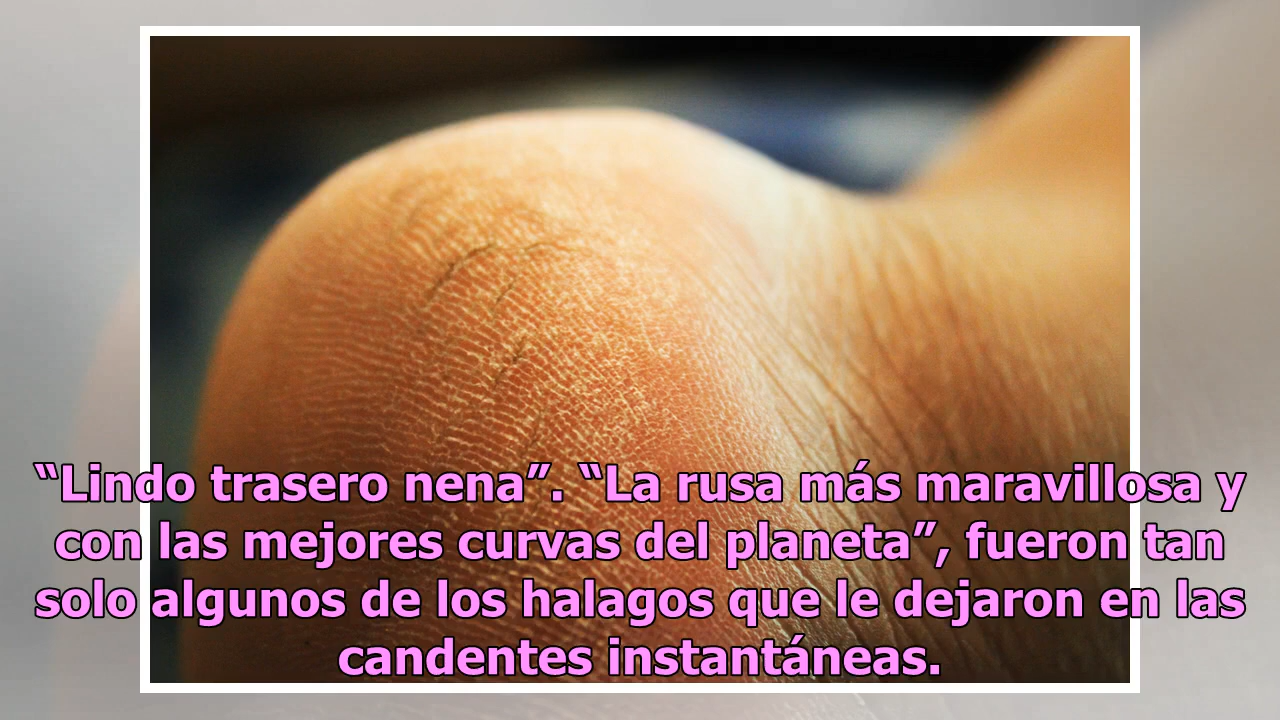 “Lindo trasero nena”. “La rusa más maravillosa y
con las mejores curvas del planeta”, fueron tan
solo algunos de los halagos que le dejaron en las
candentes instantáneas.